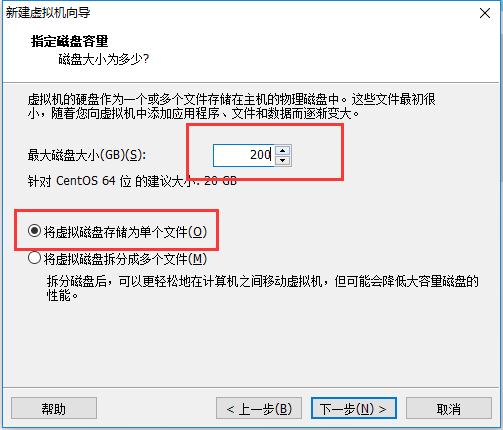 新建虚拟机向导
指定磁盘容量
磁盘大小为多少?
虚拟机的硬盘作为一个或多个文件存储在主机的物理磁盘中。这些文件最初很
小，随着您向虚拟机中添加应用程序、文件和数据而逐渐变大。
最大磁盘大小(GB)(S): 200
针对 CentOS 64 位 的建议大小: 20 GB
将虚拟磁盘存储为单个文件(O)
将虚拟磁盘拆分成多个文件(M)
拆分磁盘后，可以更轻松地在计算机之间移动虚拟机，但可能会降低大容量磁盘的
性能。
帮助 < 上一步(B) 下一步(N) > 取消